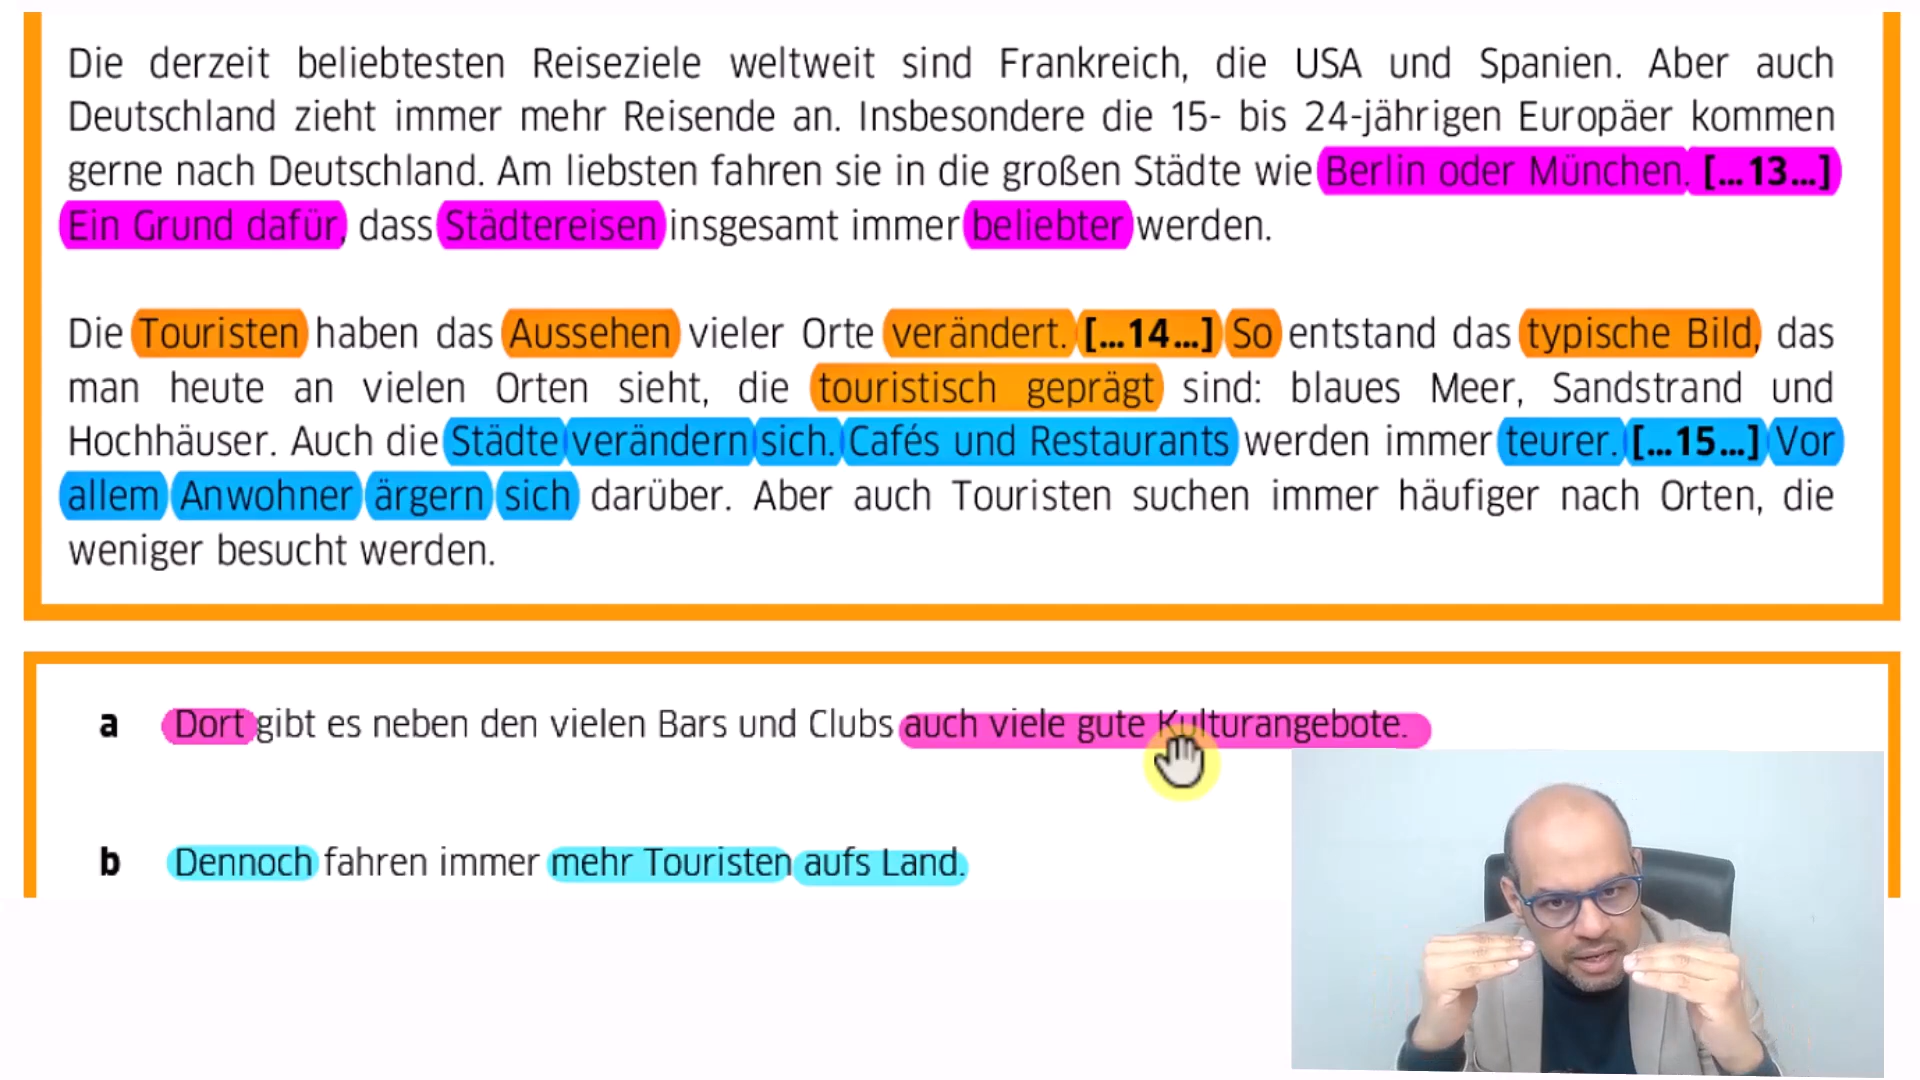 Die derzeit beliebtesten Reiseziele weltweit sind Frankreich, die USA und Spanien. Aber auch
Deutschland zieht immer mehr Reisende an. Insbesondere die 15- bis 24-jährigen Europäer kommen
gerne nach Deutschland. Am liebsten fahren sie in die großen Städte wie Berlin oder München. [...13...]
Ein Grund dafür, dass Städtereisen insgesamt immer beliebter werden.
Die Touristen haben das Aussehen vieler Orte verändert. [...14...] So entstand das typische Bild, das
man heute an vielen Orten sieht, die touristisch geprägt sind: blaues Meer, Sandstrand und
Hochhäuser. Auch die Städte verändern sich. Cafés und Restaurants werden immer teurer. [...15...] Vor
allem Anwohner ärgern sich darüber. Aber auch Touristen suchen immer häufiger nach Orten, die
weniger besucht werden.
a Dort gibt es neben den vielen Bars und Clubs auch viele gute Kulturangebote.
b Dennoch fahren immer mehr Touristen aufs Land.